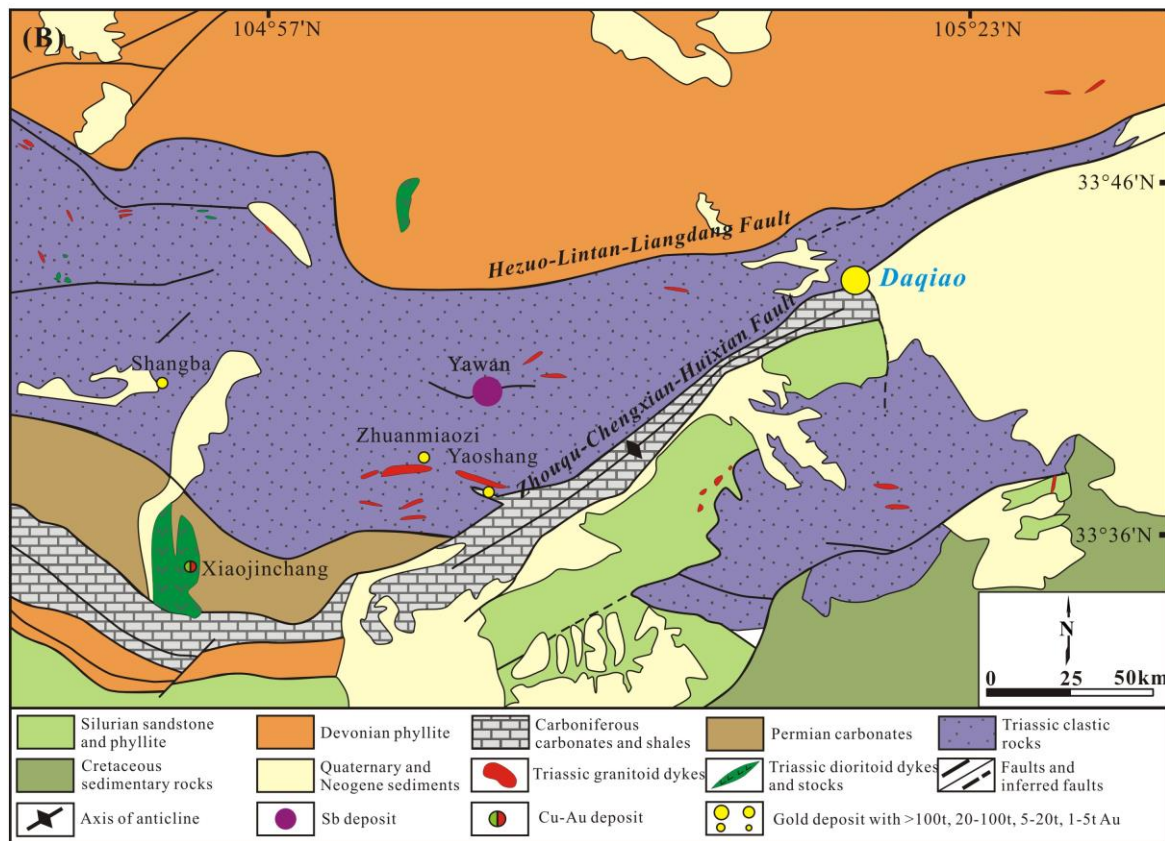 (B)
104°57'N
105°23'N
33°46'N
Hezuo-Lintan-Liangdang Fault
Daqiao
Shangba
Yawan
Zhouqu-Chengxian-Huixian Fault
Zhuanmiaozi
Yaoshang
33°36'N
Xiaojinchang
N
0 25 50km
Silurian sandstone
and phyllite
Devonian phyllite
Carboniferous
carbonates and shales
Permian carbonates
Triassic clastic
rocks
Cretaceous
sedimentary rocks
Quaternary and
Neogene sediments
Triassic granitoid dykes
Triassic dioritoid dykes
and stocks
Faults and
inferred faults
Axis of anticline
Sb deposit
Cu-Au deposit
Gold deposit with >100t, 20-100t, 5-20t, 1-5t Au